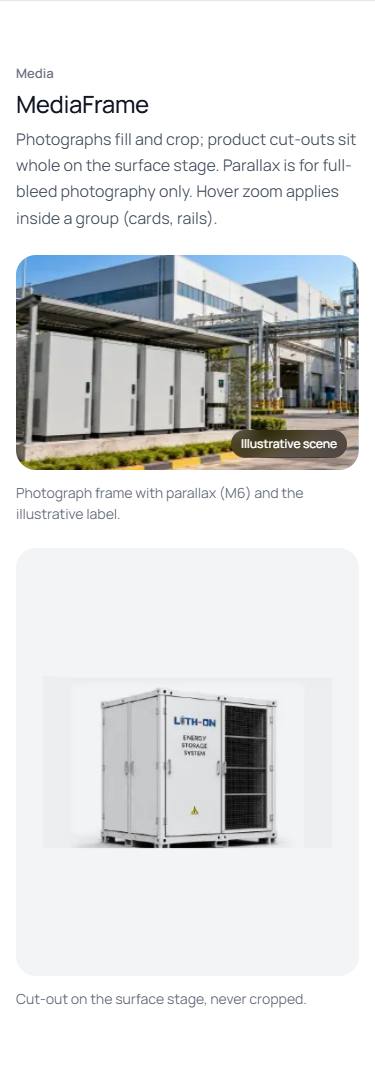 Media
MediaFrame
Photographs fill and crop; product cut-outs sit
whole on the surface stage. Parallax is for full-
bleed photography only. Hover zoom applies
inside a group (cards, rails).
Illustrative scene
Photograph frame with parallax (M6) and the
illustrative label.
LITH-ON
ENERGY
STORAGE
SYSTEM
Cut-out on the surface stage, never cropped.